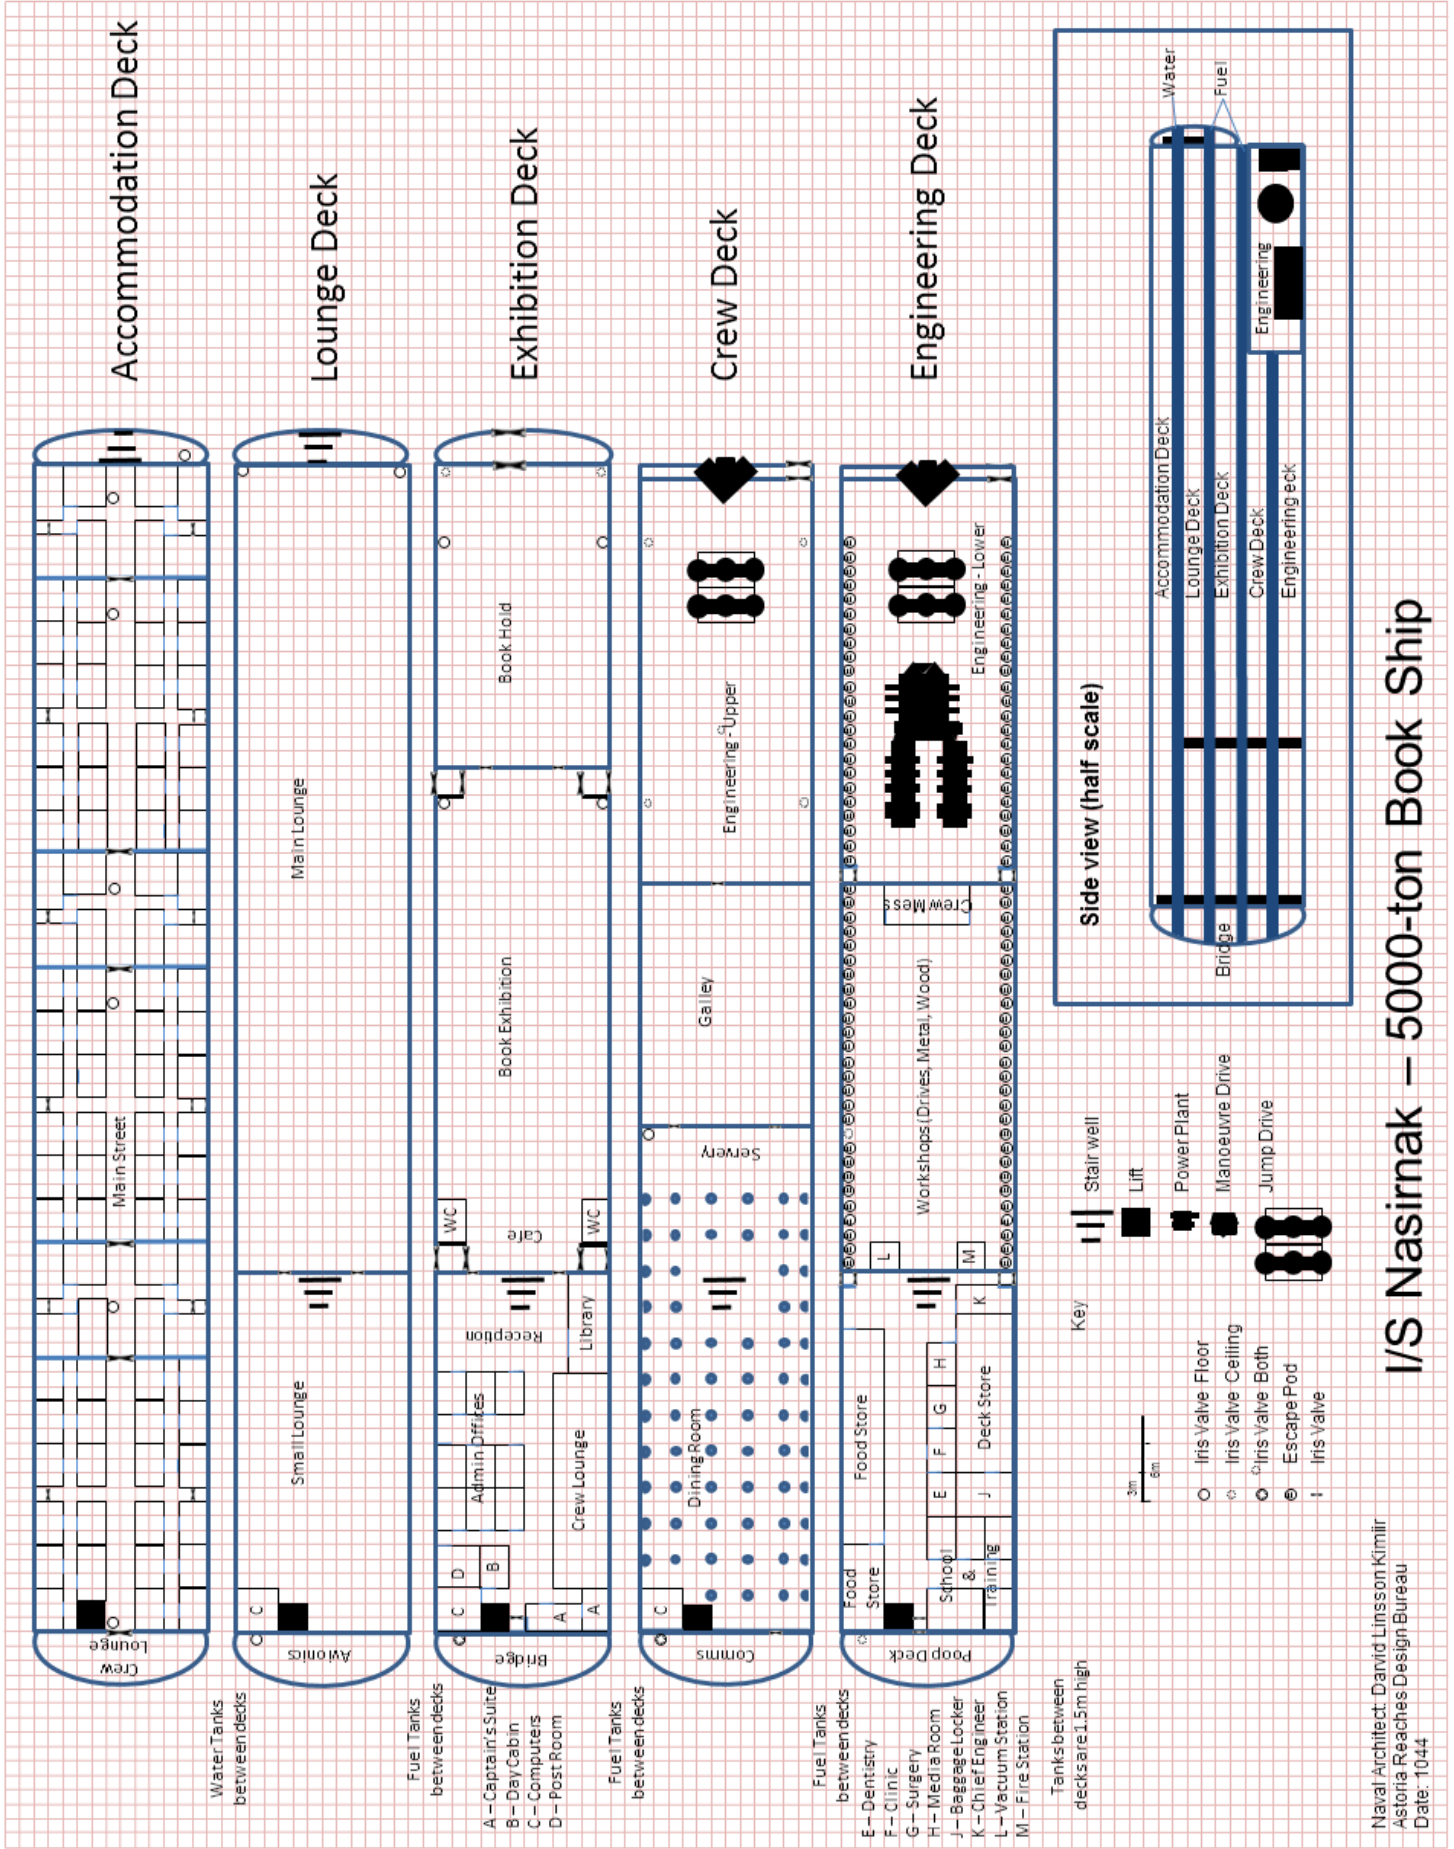 Accommodation Deck
Crew
Lounge
Main Street
Water Tanks
between decks
Lounge Deck
Avionics
C
Small Lounge
Main Lounge
Fuel Tanks
between decks
Exhibition Deck
Bridge
C
D
B
A
A
Admin Offices
Crew Lounge
Reception
Library
WC
Cafe
WC
Book Exhibition
Book Hold
A – Captain's Suite
B – Day Cabin
C – Computers
D – Post Room
Fuel Tanks
between decks
Crew Deck
Comms
C
Dining Room
Servery
Galley
Engineering - Upper
Fuel Tanks
between decks
Engineering Deck
Poop Deck
Food
Store
Food Store
School
&
Training
E
F
G
H
J
Deck Store
K
L
M
Workshops (Drives, Metal, Wood)
Crew Mess
Engineering - Lower
E – Dentistry
F – Clinic
G – Surgery
H – Media Room
J – Baggage Locker
K – Chief Engineer
L – Vacuum Station
M – Fire Station
Tanks between
decks are 1.5m high
Key
3m
6m
Iris Valve Floor
Iris Valve Ceiling
Iris Valve Both
Escape Pod
Iris Valve
Stair well
Lift
Power Plant
Manoeuvre Drive
Jump Drive
Side view (half scale)
Bridge
Accommodation Deck
Lounge Deck
Exhibition Deck
Crew Deck
Engineering eck
Engineering
Water
Fuel
I/S Nasirnak – 5000-ton Book Ship
Naval Architect: Darvid Linsson Kimiir
Astoria Reaches Design Bureau
Date: 1044